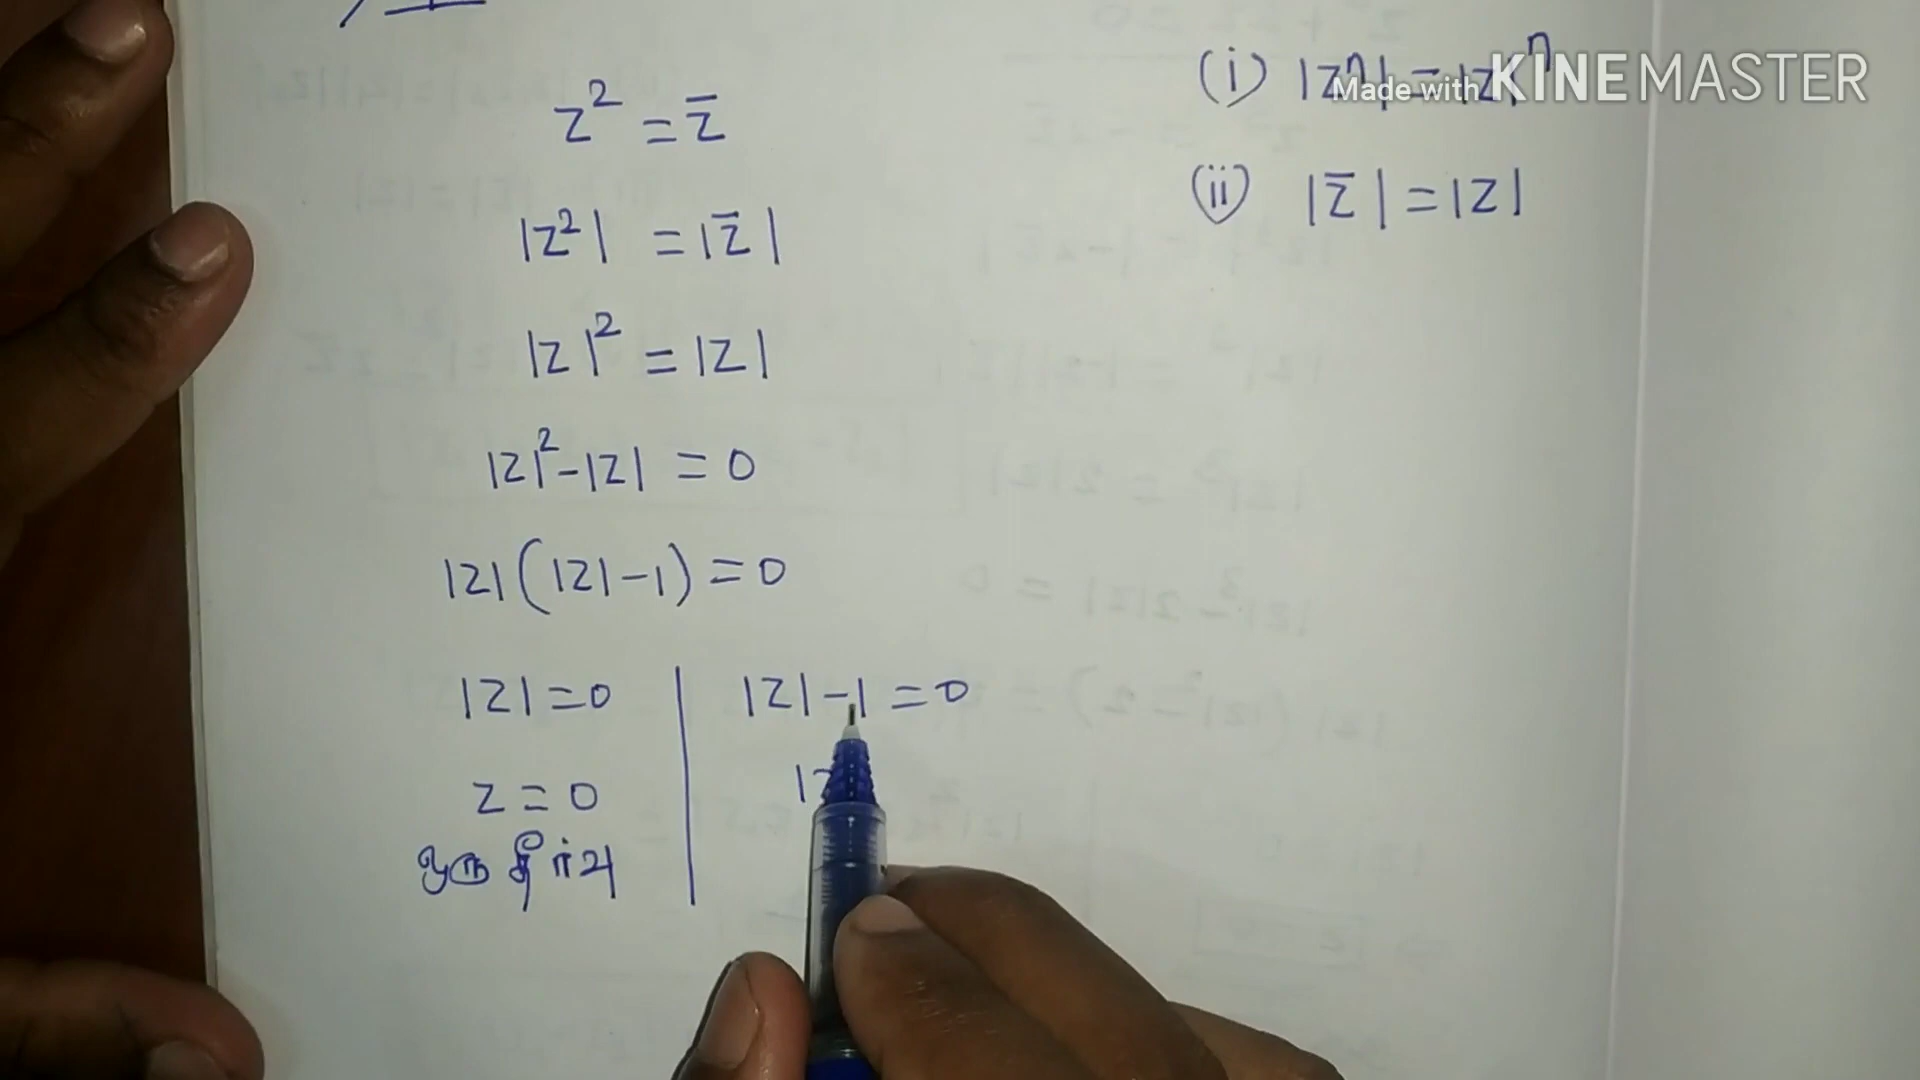 z² = z̄
|z²| = |z̄|
|z|² = |z|
|z|² - |z| = 0
|z| (|z| - 1) = 0
|z| = 0
z = 0
ஒரு தீர்வு
|z| - 1 = 0
(i) |zⁿ| = |z|ⁿ
(ii) |z̄| = |z|
Made with KINEMASTER